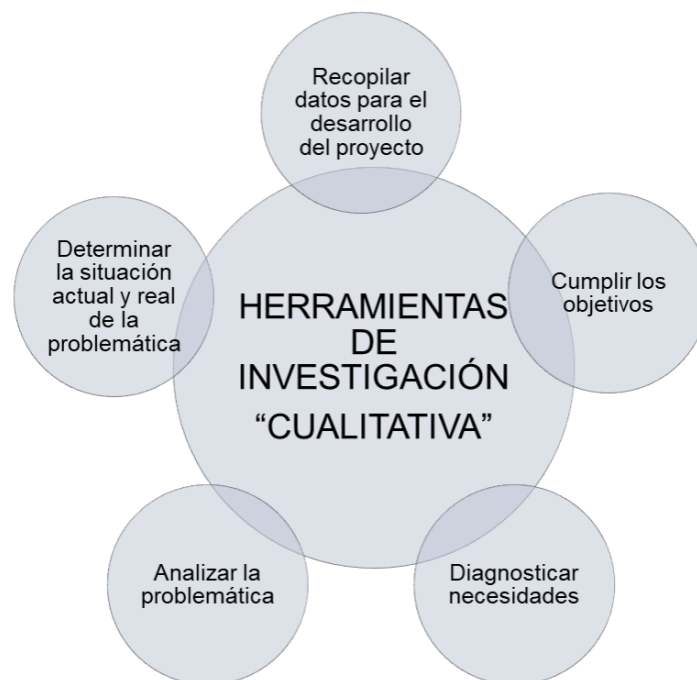 Recopilar
datos para el
desarrollo
del proyecto
Determinar
la situación
actual y real
de la
problemática
HERRAMIENTAS
DE
INVESTIGACIÓN
“CUALITATIVA”
Cumplir los
objetivos
Analizar la
problemática
Diagnosticar
necesidades